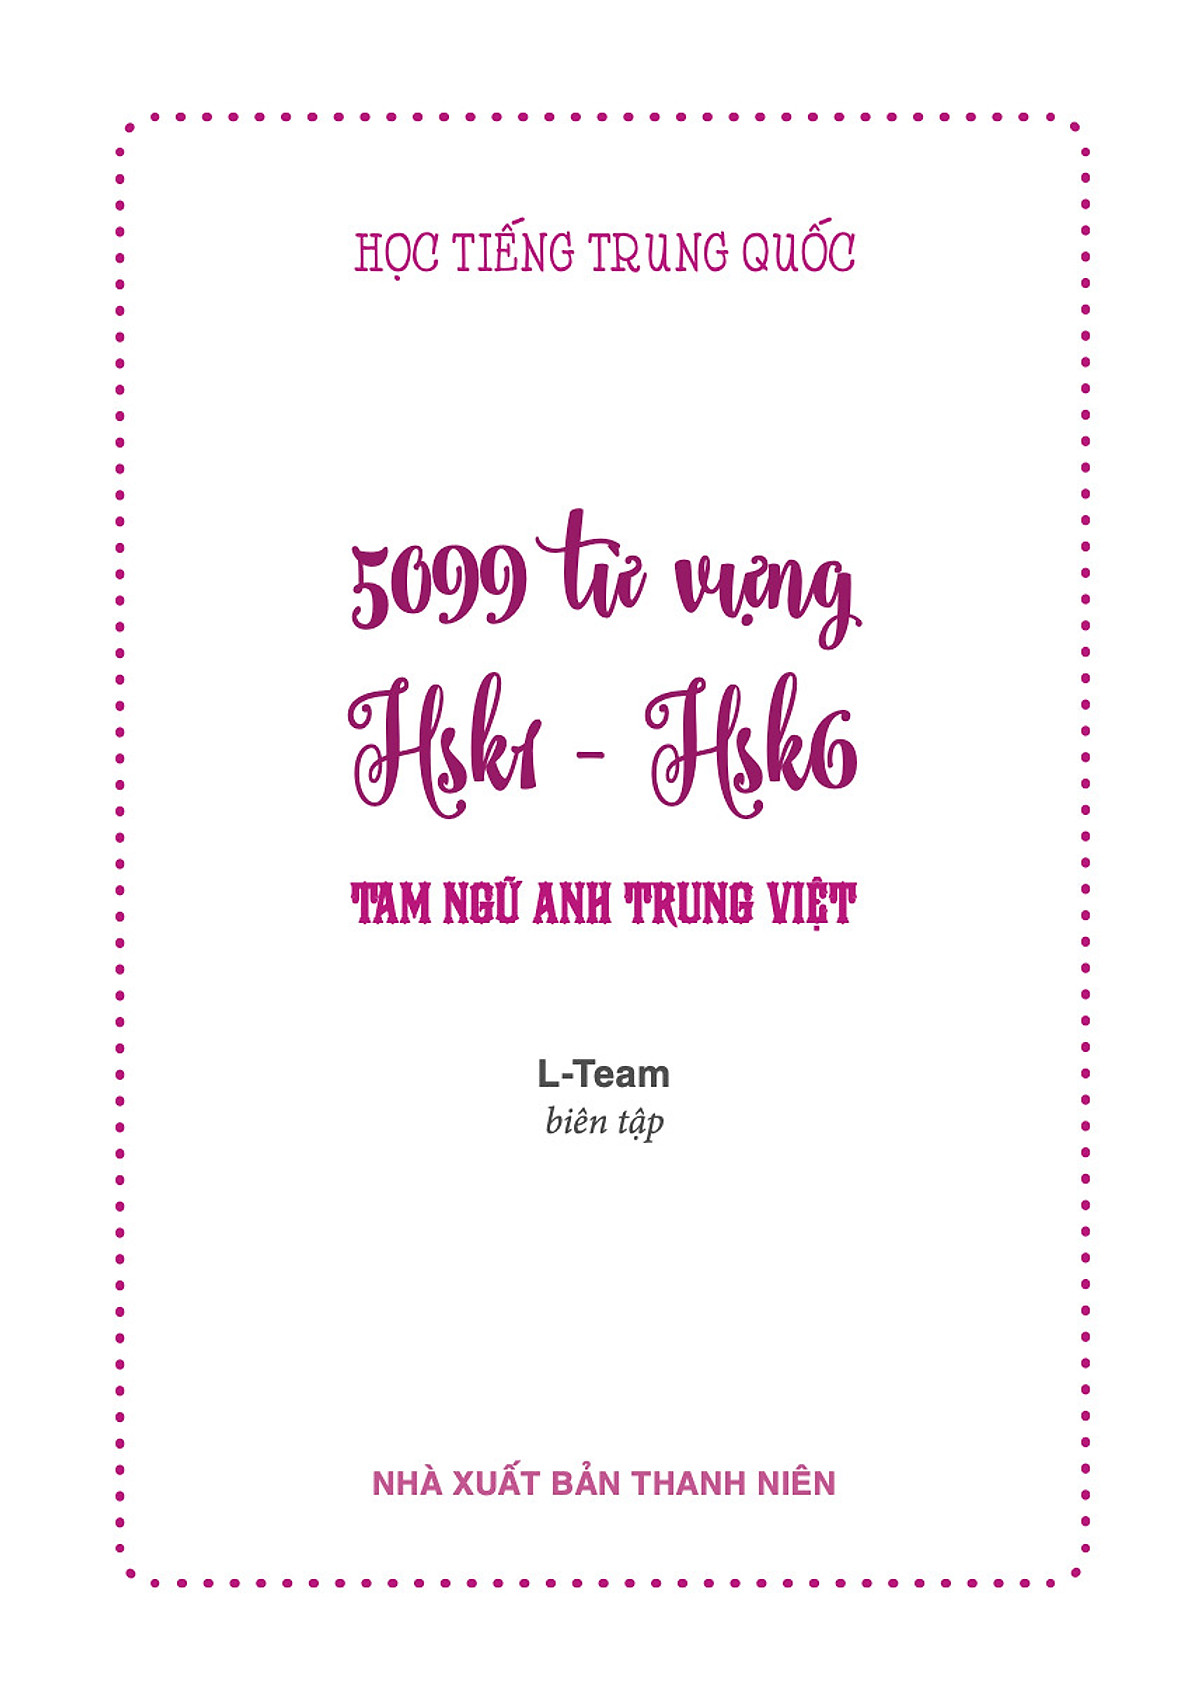 HỌC TIẾNG TRUNG QUỐC
5099 từ vựng
Hsk1 - Hsk6
TAM NGỮ ANH TRUNG VIỆT
L-Team
biên tập
NHÀ XUẤT BẢN THANH NIÊN